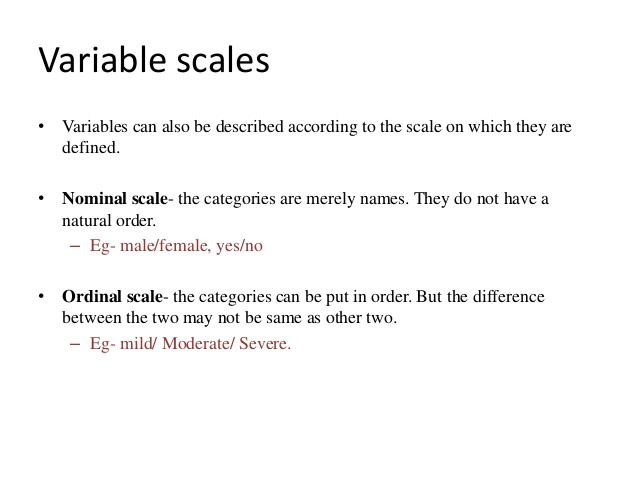 Variable scales
• Variables can also be described according to the scale on which they are
defined.
• Nominal scale- the categories are merely names. They do not have a
natural order.
– Eg- male/female, yes/no
• Ordinal scale- the categories can be put in order. But the difference
between the two may not be same as other two.
– Eg- mild/ Moderate/ Severe.